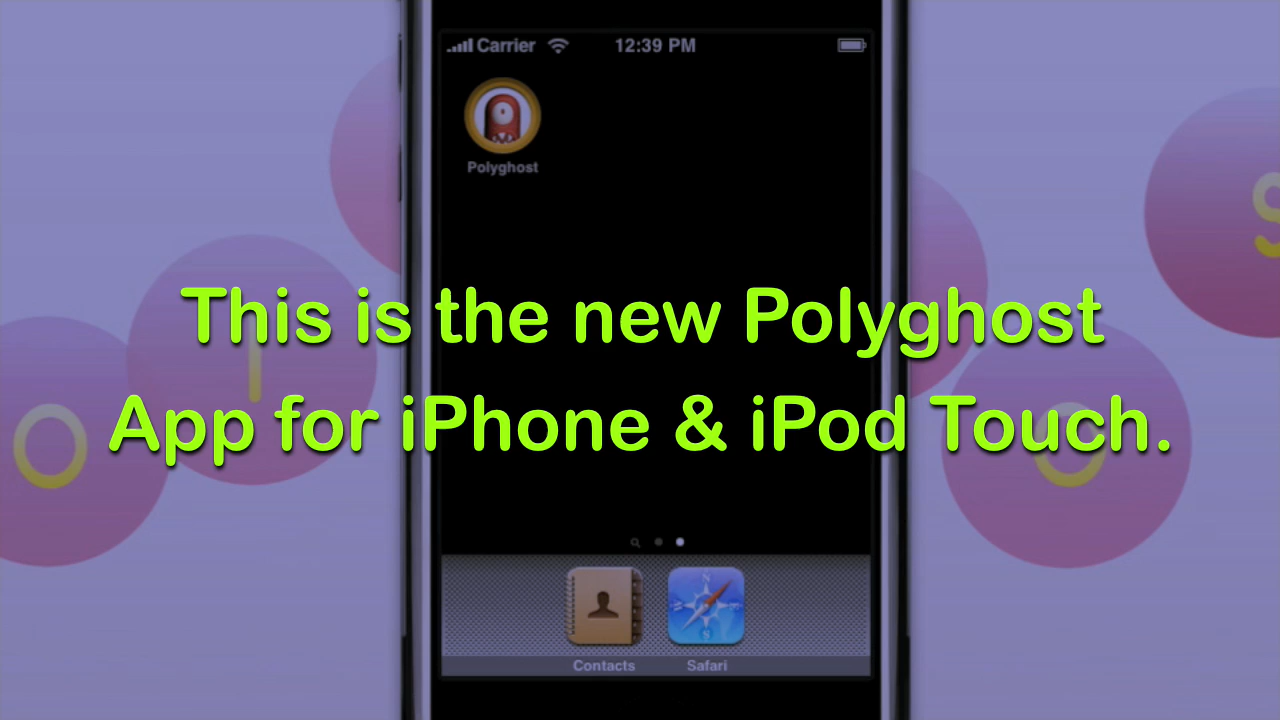 Carrier 12:39 PM
Polyghost
This is the new Polyghost
App for iPhone & iPod Touch.
Contacts Safari